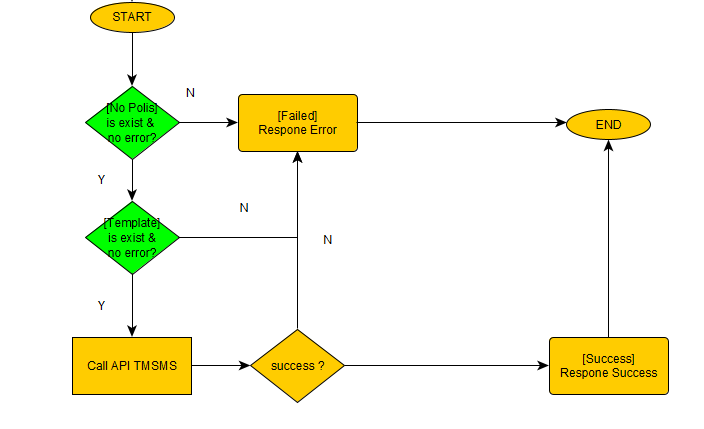 START
N
[No Polis]
is exist &
no error?
[Failed]
Respone Error
END
Y
[Template]
is exist &
no error?
N
N
Y
Call API TMSMS
success ?
[Success]
Respone Success